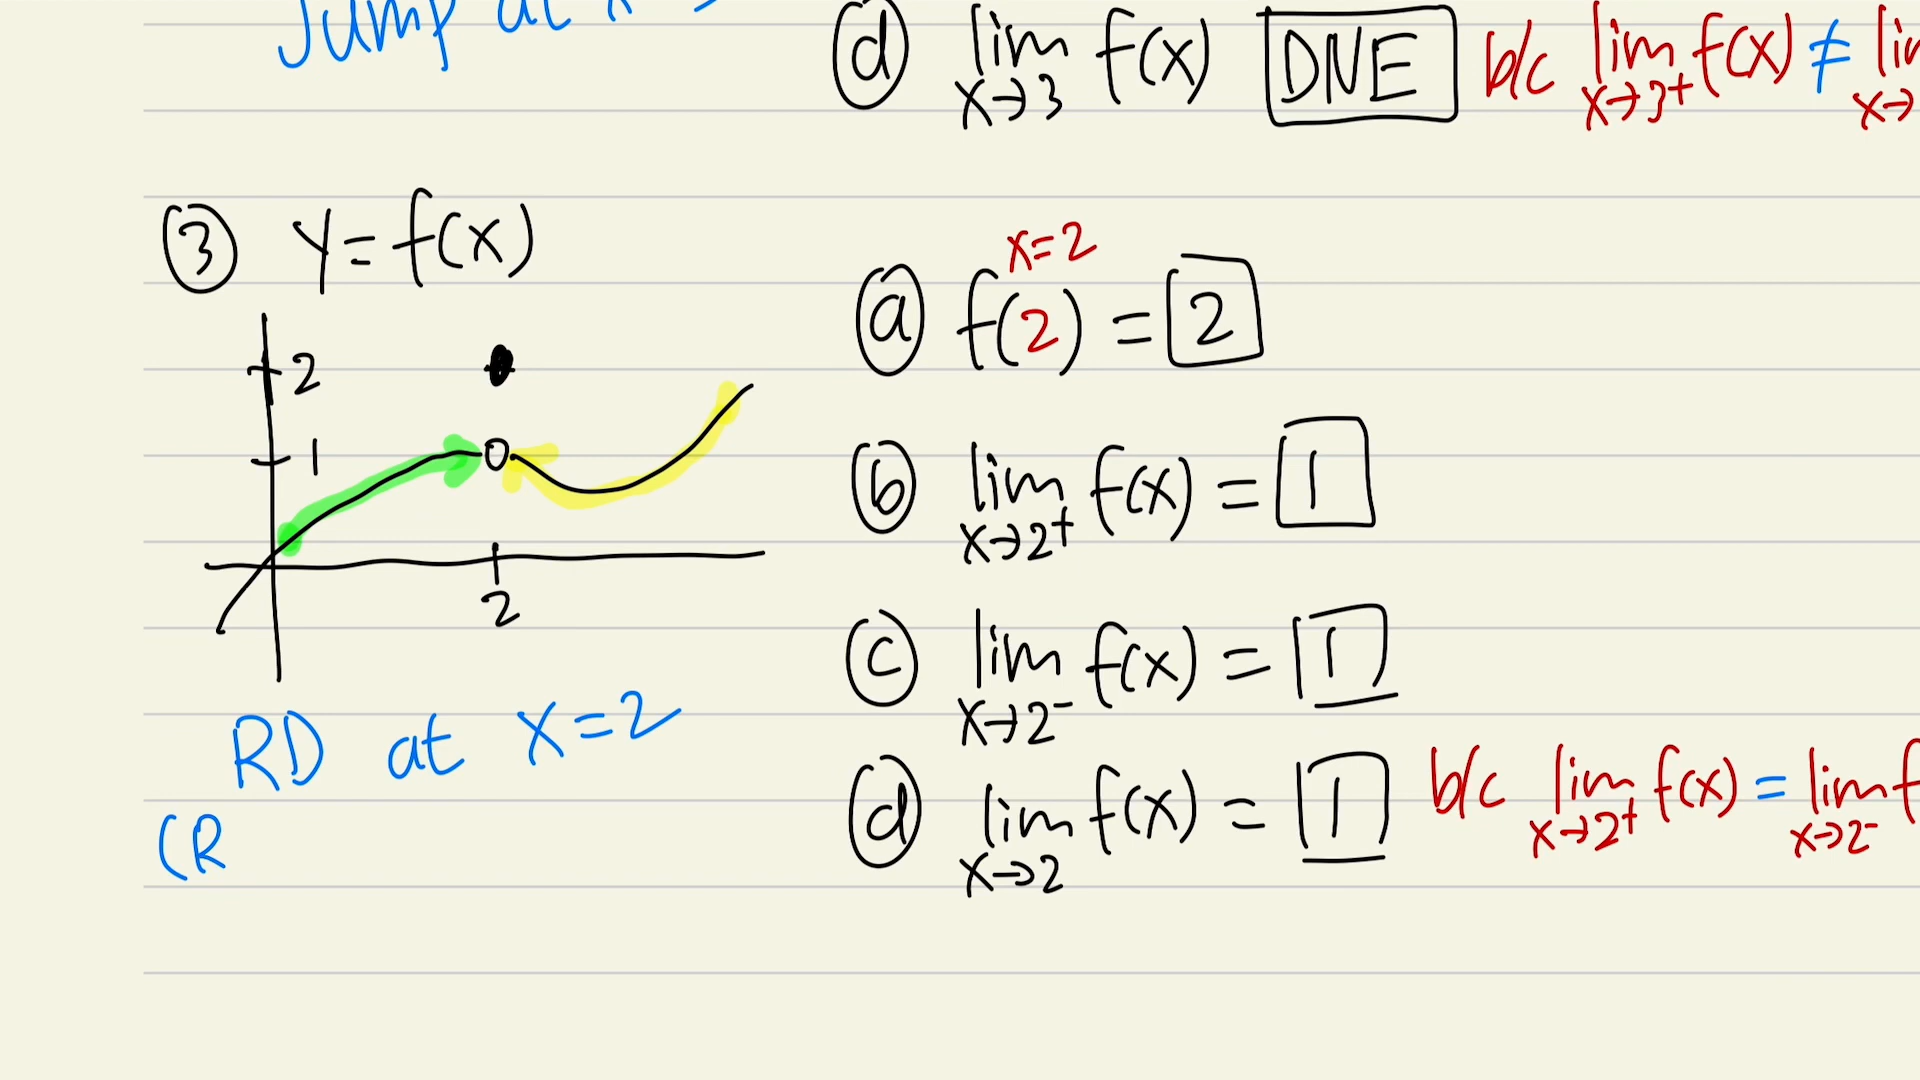 Jump at x
ⓓ lim x→3 f(x) DNE b/c lim x→3⁺ f(x) ≠ lim x→
③ y = f(x)
x=2
ⓐ f(2) = 2
2
1
ⓑ lim x→2⁺ f(x) = 1
2
ⓒ lim x→2⁻ f(x) = 1
RD at x=2
ⓓ lim x→2 f(x) = 1 b/c lim x→2⁺ f(x) = lim x→2⁻ f
(R